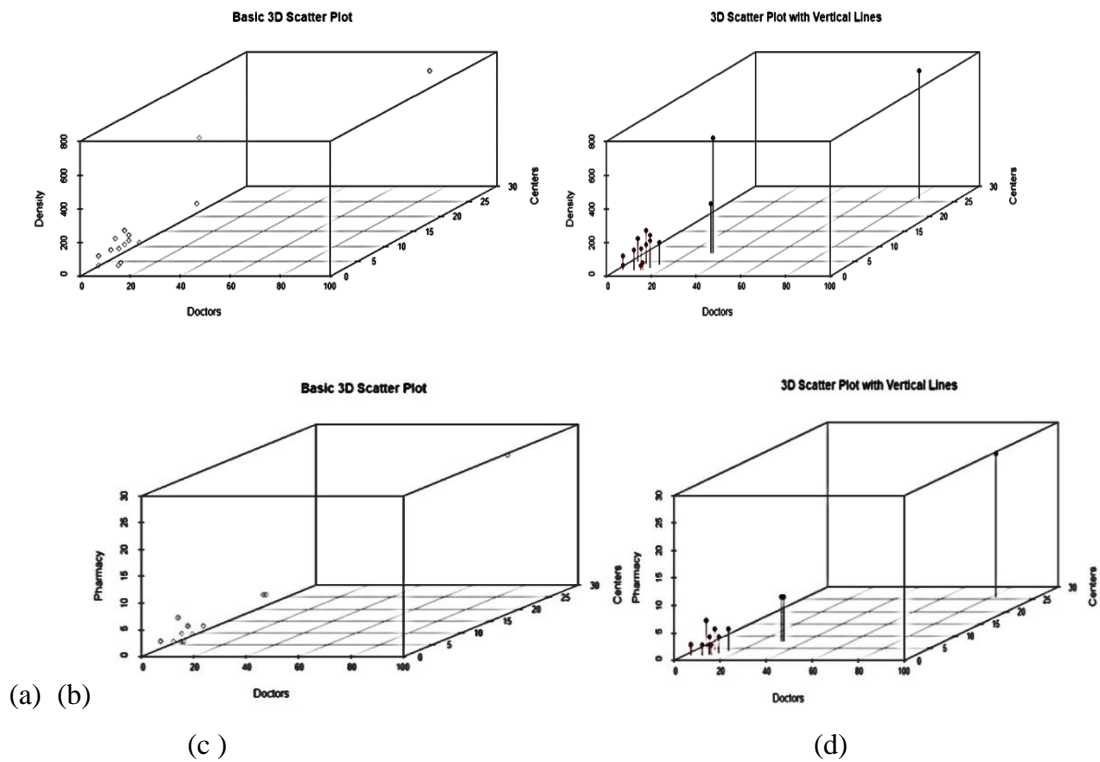 Basic 3D Scatter Plot
3D Scatter Plot with Vertical Lines
Density
0 200 400 600 800
0 20 40 60 80 100
Doctors
0 5 10 15 20 25 30
Centers
Density
0 200 400 600 800
0 20 40 60 80 100
Doctors
0 5 10 15 20 25 30
Centers
Basic 3D Scatter Plot
3D Scatter Plot with Vertical Lines
Pharmacy
0 5 10 15 20 25 30
0 20 40 60 80 100
Doctors
0 5 10 15 20 25 30
Centers
Pharmacy
0 5 10 15 20 25 30
0 20 40 60 80 100
Doctors
0 5 10 15 20 25 30
Centers
(a) (b)
(c ) (d)